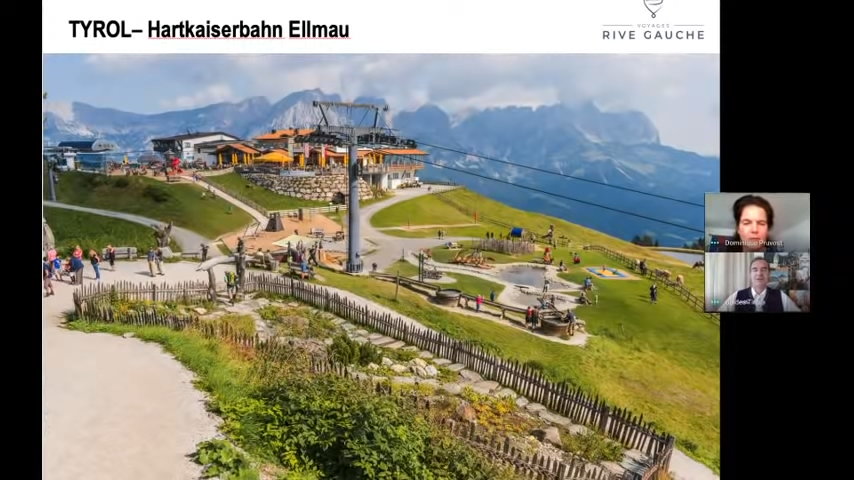 TYROL– Hartkaiserbahn Ellmau
VOYAGES
RIVE GAUCHE
Dominique Pruvost